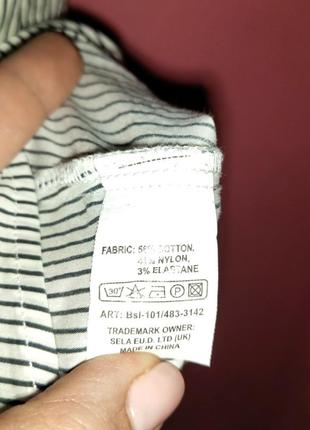 FABRIC: 56% COTTON,
41% NYLON,
3% ELASTANE
30°
P
ART: Bsl-101/483-3142
TRADEMARK OWNER:
SELA EU.D. LTD (UK)
MADE IN CHINA